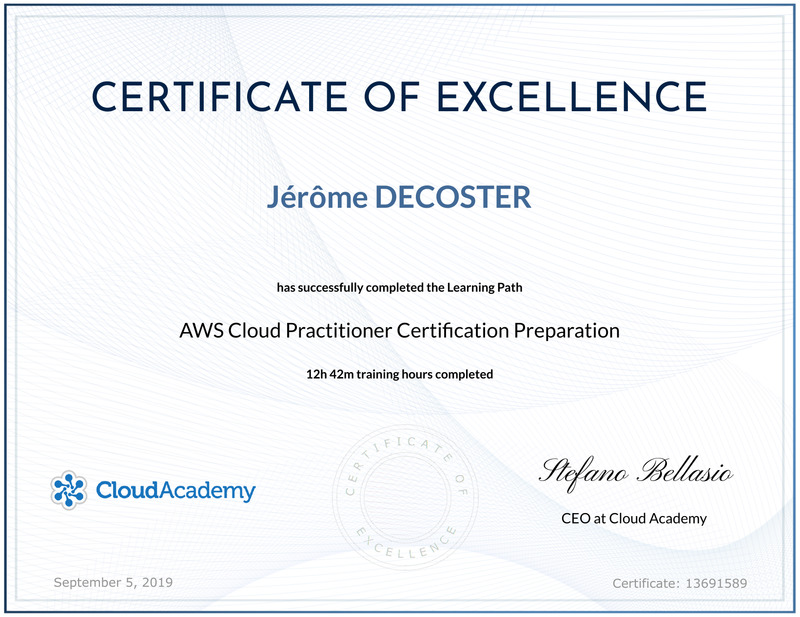 CERTIFICATE OF EXCELLENCE
Jérôme DECOSTER
has successfully completed the Learning Path
AWS Cloud Practitioner Certification Preparation
12h 42m training hours completed
CERTIFICATE OF
EXCELLENCE
CloudAcademy
Stefano Bellasio
CEO at Cloud Academy
September 5, 2019
Certificate: 13691589